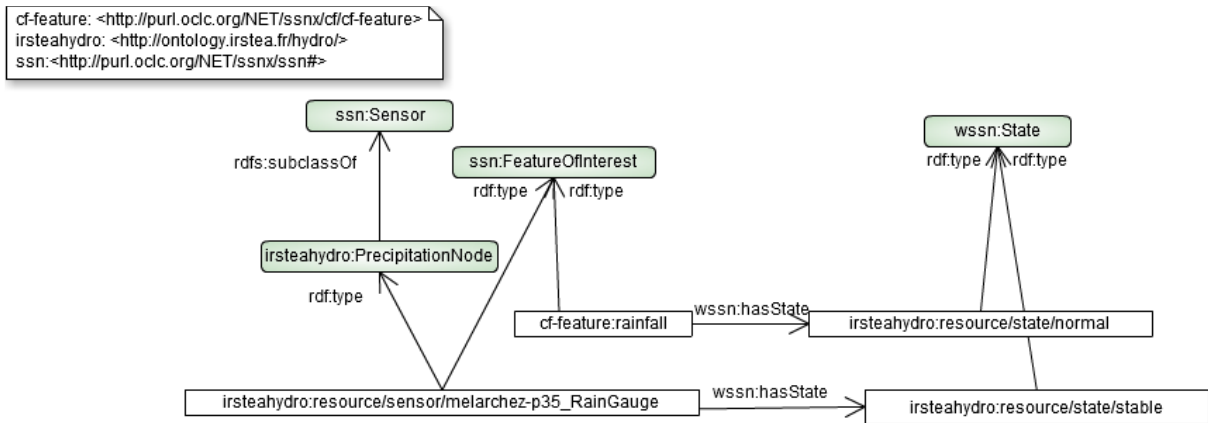 cf-feature: <http://purl.oclc.org/NET/ssnx/cf/cf-feature>
irsteahydro: <http://ontology.irstea.fr/hydro/>
ssn:<http://purl.oclc.org/NET/ssnx/ssn#>
ssn:Sensor
wssn:State
rdfs:subclassOf
ssn:FeatureOfInterest
rdf:type rdf:type
rdf:type rdf:type
irsteahydro:PrecipitationNode
rdf:type
cf-feature:rainfall
wssn:hasState
irsteahydro:resource/state/normal
irsteahydro:resource/sensor/melarchez-p35_RainGauge
wssn:hasState
irsteahydro:resource/state/stable